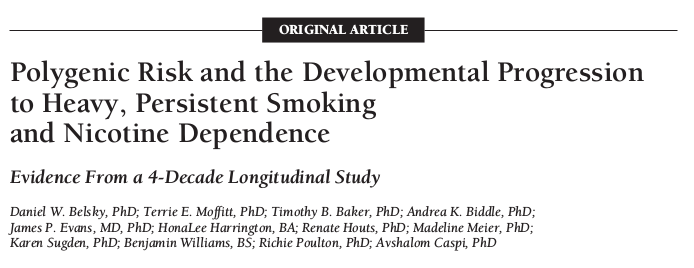 ORIGINAL ARTICLE
Polygenic Risk and the Developmental Progression
to Heavy, Persistent Smoking
and Nicotine Dependence
Evidence From a 4-Decade Longitudinal Study
Daniel W. Belsky, PhD; Terrie E. Moffitt, PhD; Timothy B. Baker, PhD; Andrea K. Biddle, PhD;
James P. Evans, MD, PhD; HonaLee Harrington, BA; Renate Houts, PhD; Madeline Meier, PhD;
Karen Sugden, PhD; Benjamin Williams, BS; Richie Poulton, PhD; Avshalom Caspi, PhD